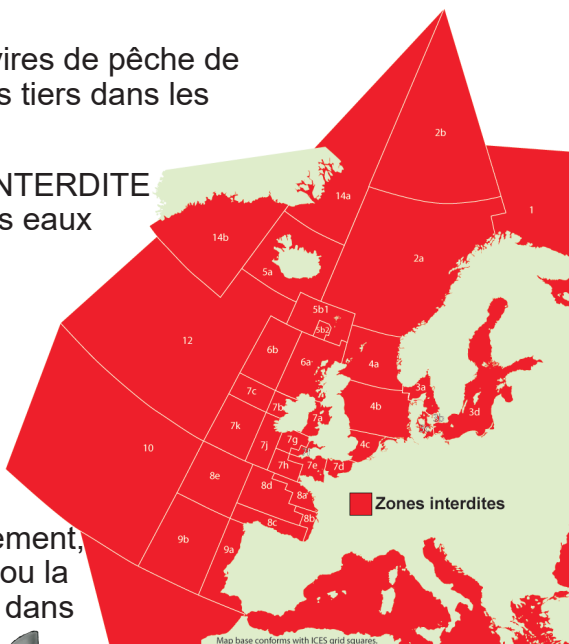 vires de pêche de
s tiers dans les
NTERDITE
s eaux
2b
1
14a
14b
2a
5a
5b1
5b2
12
6b
6a
4a
3a
7c
7b
7a
4b
3d
10
7k
7j
7g
4c
7h
7e
7d
8e
8d
8a
8b
8c
9b
9a
Zones interdites
ement,
ou la
dans
Map base conforms with ICES grid squares.